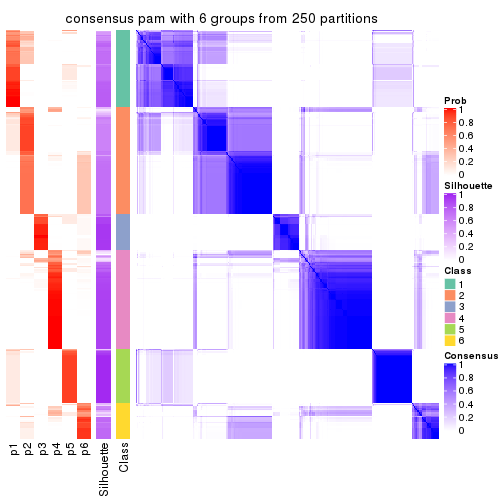 consensus pam with 6 groups from 250 partitions
Prob
1
0.8
0.6
0.4
0.2
0
Silhouette
1
0.8
0.6
0.4
0.2
0
Class
1
2
3
4
5
6
Consensus
1
0.8
0.6
0.4
0.2
0
p1
p2
p3
p4
p5
p6
Silhouette
Class